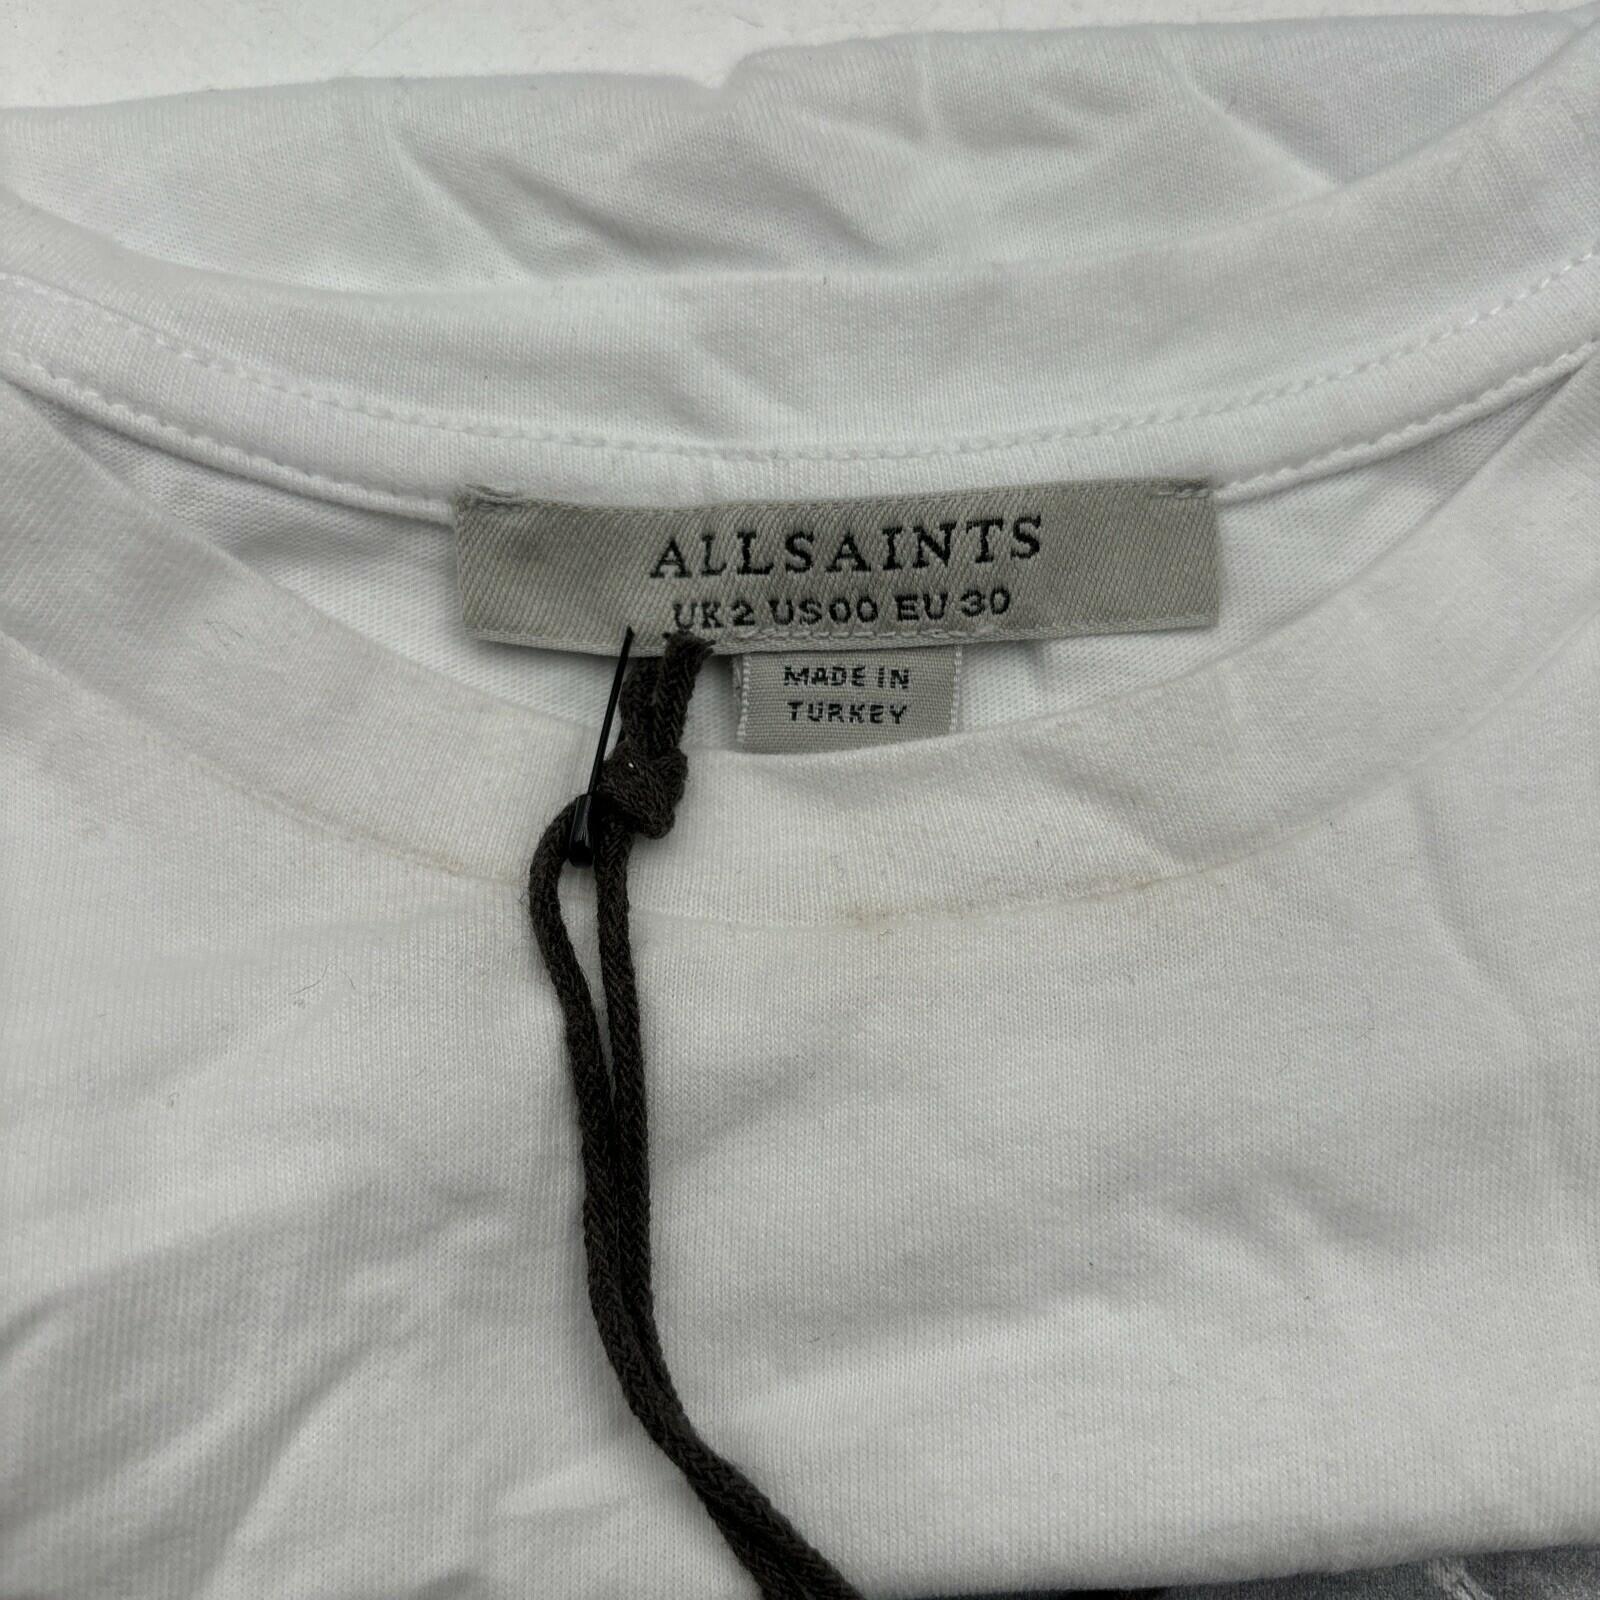 ALLSAINTS
UK 2 US 00 EU 30
MADE IN
TURKEY